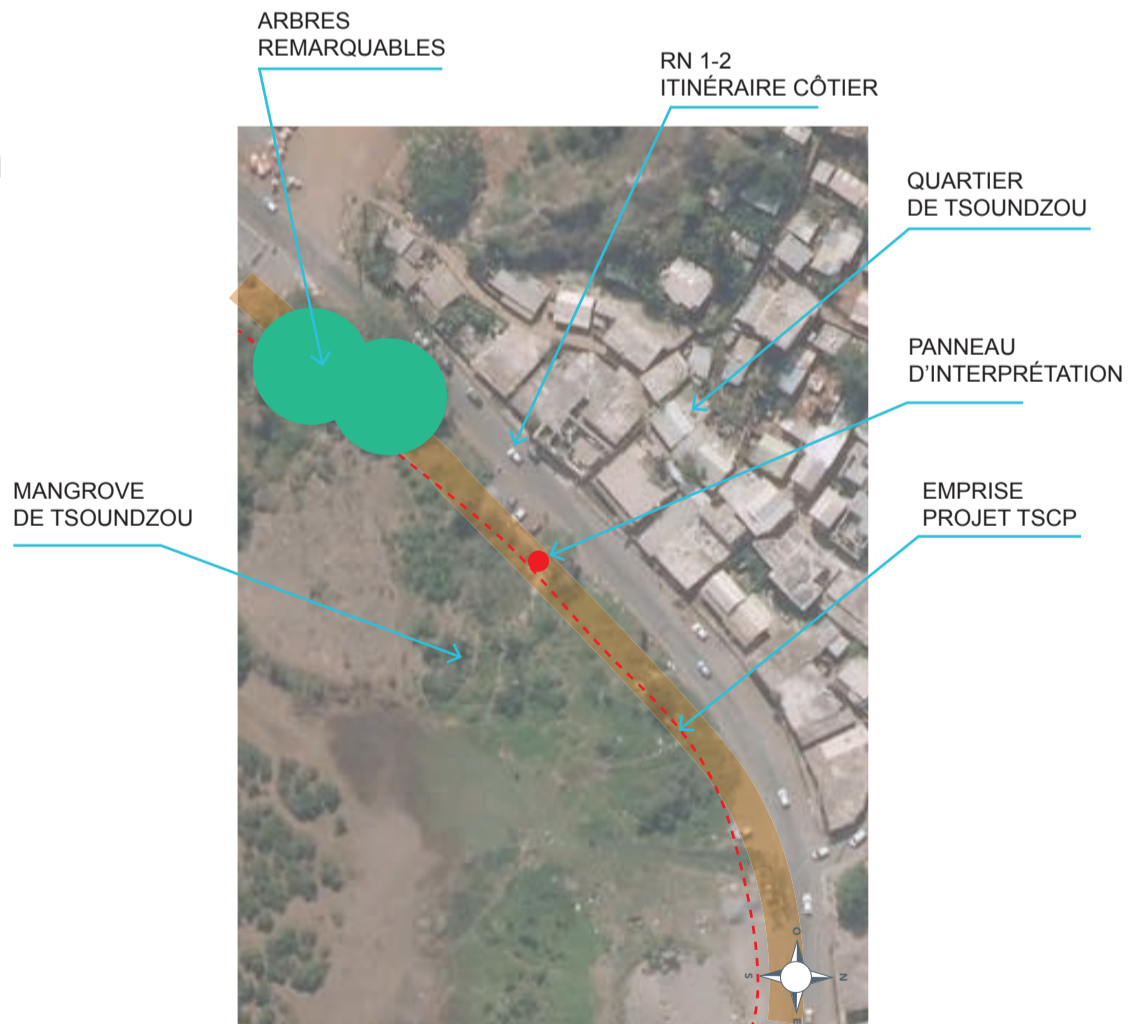 ARBRES
REMARQUABLES
RN 1-2
ITINÉRAIRE CÔTIER
QUARTIER
DE TSOUNDZOU
PANNEAU
D'INTERPRÉTATION
MANGROVE
DE TSOUNDZOU
EMPRISE
PROJET TSCP
O
S
N
E